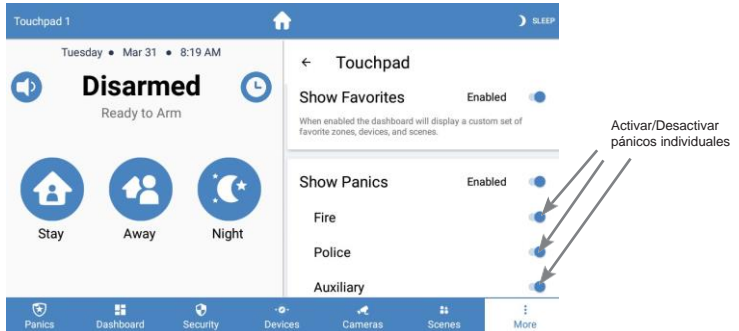 Touchpad 1
SLEEP
Tuesday ● Mar 31 ● 8:19 AM
Disarmed
Ready to Arm
Stay
Away
Night
← Touchpad
Show Favorites Enabled
When enabled the dashboard will display a custom set of
favorite zones, devices, and scenes.
Show Panics Enabled
Fire
Police
Auxiliary
Activar/Desactivar
pánicos individuales
Panics
Dashboard
Security
Devices
Cameras
Scenes
More